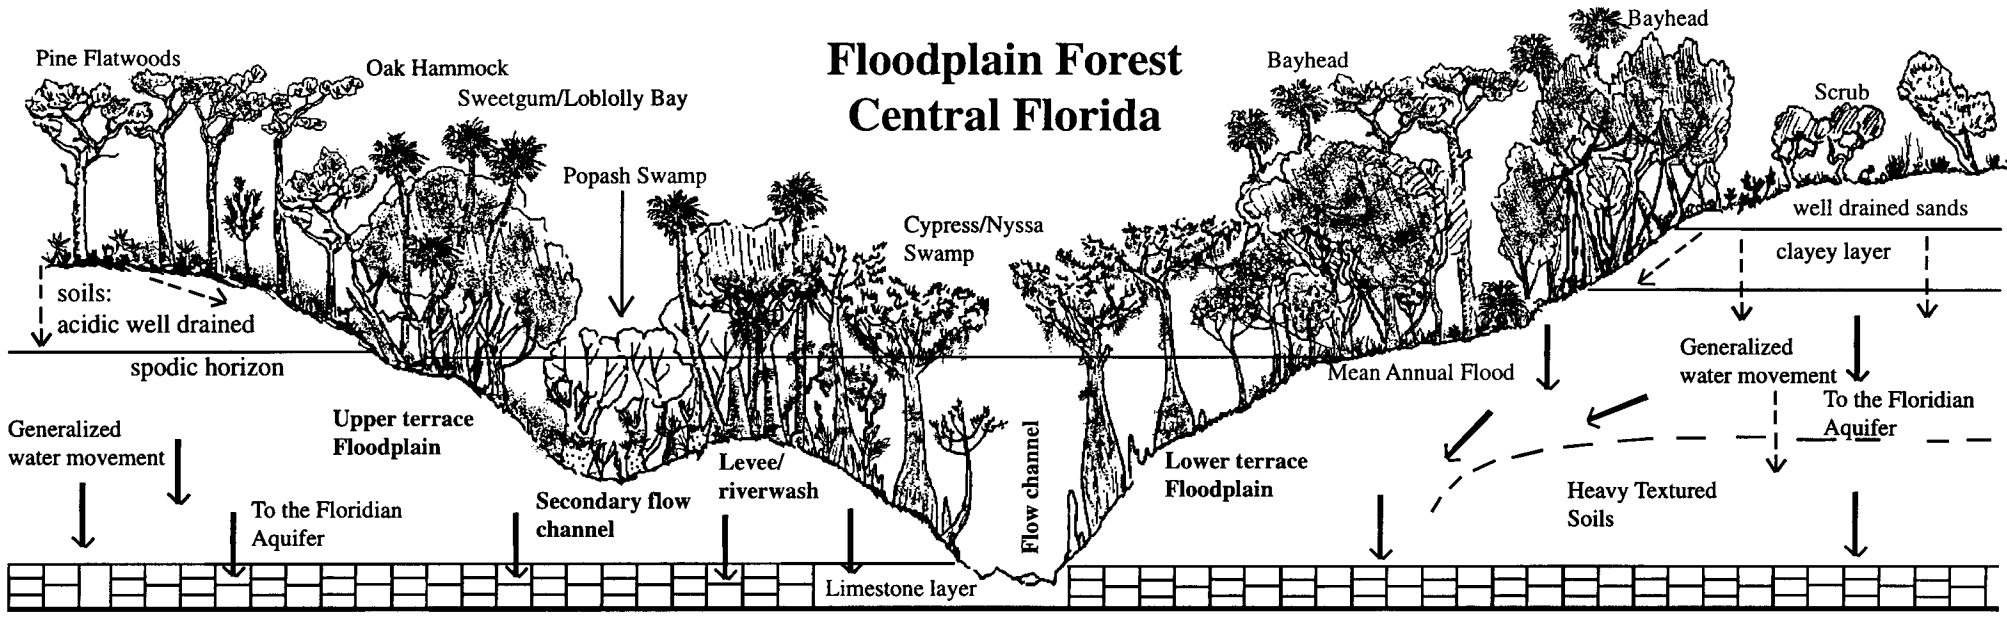 Floodplain Forest
Central Florida
Pine Flatwoods
Oak Hammock
Sweetgum/Loblolly Bay
Popash Swamp
Cypress/Nyssa
Swamp
Bayhead
Bayhead
Scrub
well drained sands
clayey layer
soils:
acidic well drained
spodic horizon
Generalized
water movement
Upper terrace
Floodplain
To the Floridian
Aquifer
Secondary flow
channel
Levee/
riverwash
Limestone layer
Flow channel
Lower terrace
Floodplain
Mean Annual Flood
Generalized
water movement
To the Floridian
Aquifer
Heavy Textured
Soils